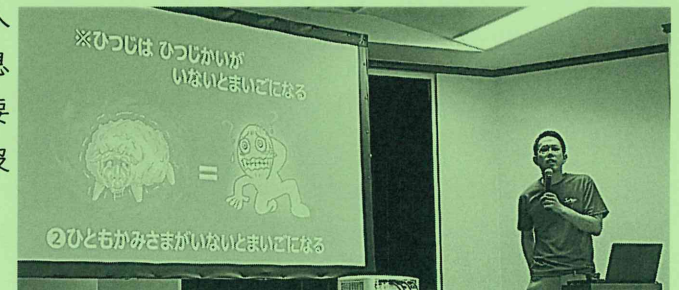 ※ひつじは ひつじかいが
いないとまいごになる
=
②ひともかみさまがいないとまいごになる